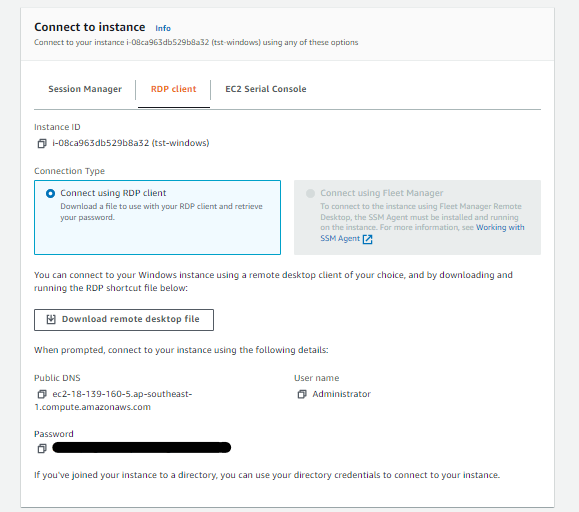 Connect to instance Info
Connect to your instance i-08ca963db529b8a32 (tst-windows) using any of these options
Session Manager
RDP client
EC2 Serial Console
Instance ID
i-08ca963db529b8a32 (tst-windows)
Connection Type
Connect using RDP client
Download a file to use with your RDP client and retrieve
your password.
Connect using Fleet Manager
To connect to the instance using Fleet Manager Remote
Desktop, the SSM Agent must be installed and running
on the instance. For more information, see Working with
SSM Agent
You can connect to your Windows instance using a remote desktop client of your choice, and by downloading and
running the RDP shortcut file below:
Download remote desktop file
When prompted, connect to your instance using the following details:
Public DNS
ec2-18-139-160-5.ap-southeast-
1.compute.amazonaws.com
User name
Administrator
Password
If you've joined your instance to a directory, you can use your directory credentials to connect to your instance.